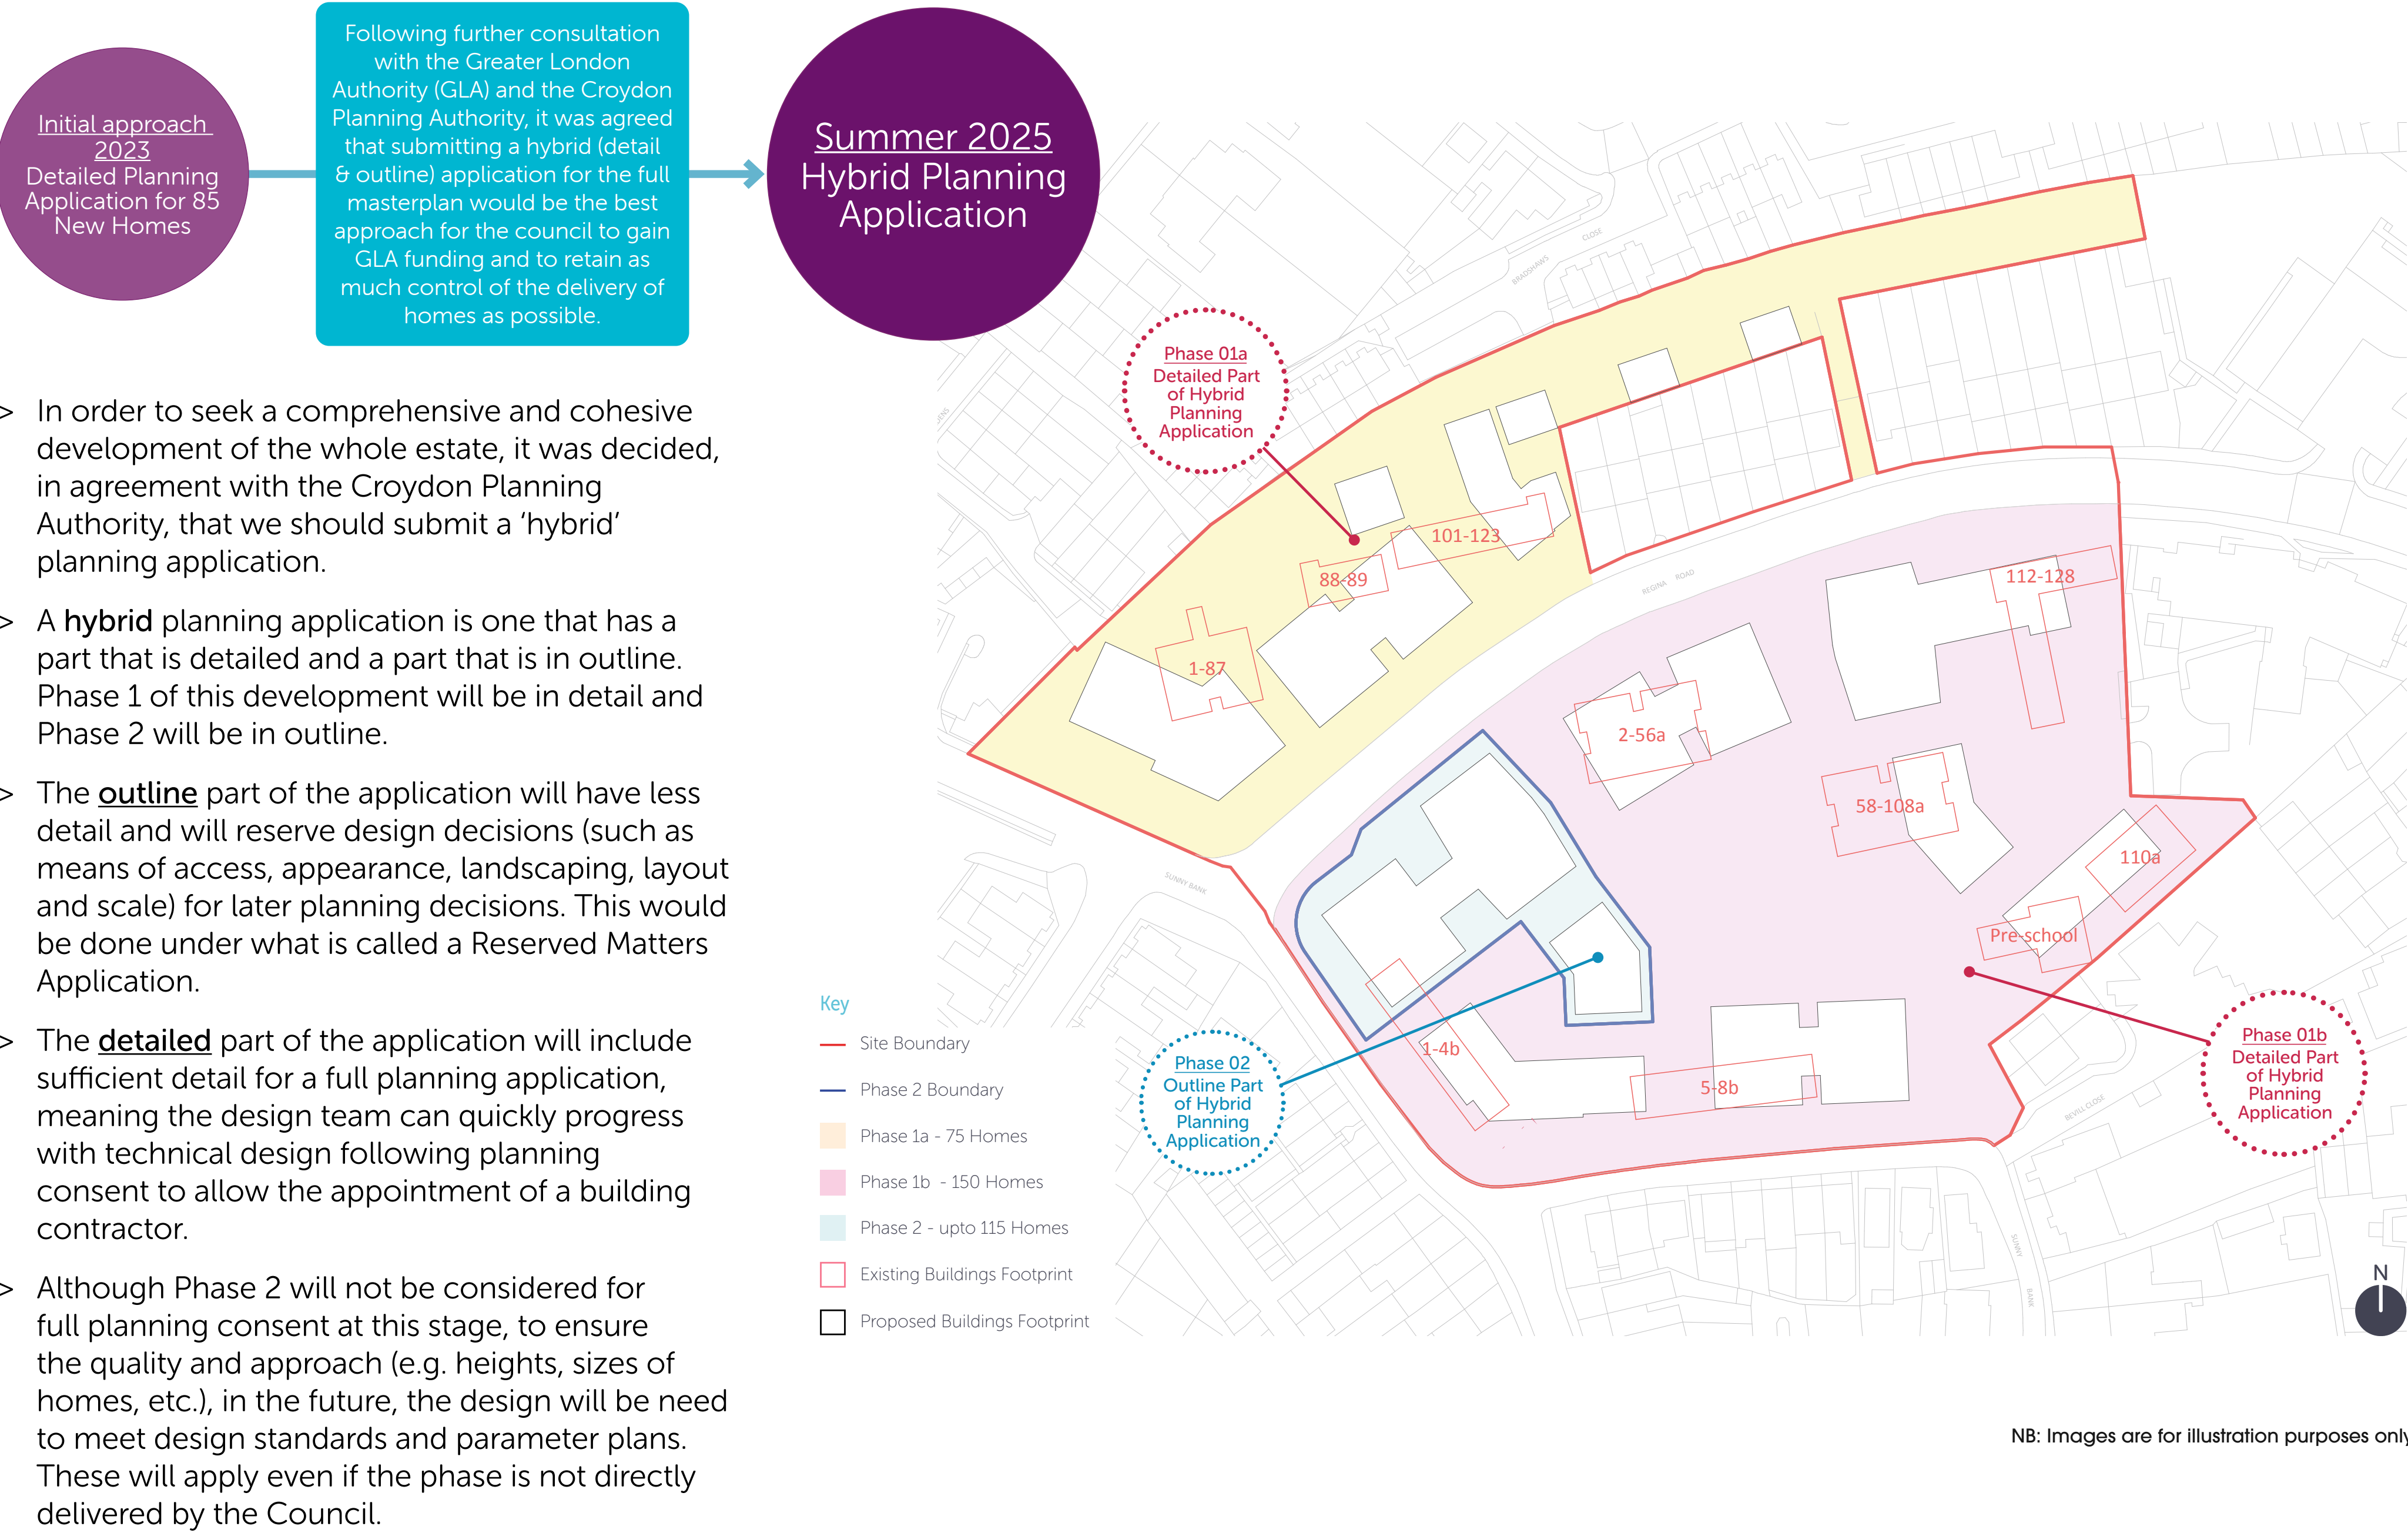 Initial approach
2023
Detailed Planning
Application for 85
New Homes
Following further consultation
with the Greater London
Authority (GLA) and the Croydon
Planning Authority, it was agreed
that submitting a hybrid (detail
& outline) application for the full
masterplan would be the best
approach for the council to gain
GLA funding and to retain as
much control of the delivery of
homes as possible.
Summer 2025
Hybrid Planning
Application
> In order to seek a comprehensive and cohesive
development of the whole estate, it was decided,
in agreement with the Croydon Planning
Authority, that we should submit a ‘hybrid’
planning application.
> A hybrid planning application is one that has a
part that is detailed and a part that is in outline.
Phase 1 of this development will be in detail and
Phase 2 will be in outline.
> The outline part of the application will have less
detail and will reserve design decisions (such as
means of access, appearance, landscaping, layout
and scale) for later planning decisions. This would
be done under what is called a Reserved Matters
Application.
> The detailed part of the application will include
sufficient detail for a full planning application,
meaning the design team can quickly progress
with technical design following planning
consent to allow the appointment of a building
contractor.
> Although Phase 2 will not be considered for
full planning consent at this stage, to ensure
the quality and approach (e.g. heights, sizes of
homes, etc.), in the future, the design will be need
to meet design standards and parameter plans.
These will apply even if the phase is not directly
delivered by the Council.
Key
Site Boundary
Phase 2 Boundary
Phase 1a - 75 Homes
Phase 1b - 150 Homes
Phase 2 - upto 115 Homes
Existing Buildings Footprint
Proposed Buildings Footprint
Phase 01a
Detailed Part
of Hybrid
Planning
Application
BRADSHAWS
CLOSE
101-123
88-89
1-87
REGINA ROAD
112-128
2-56a
58-108a
110a
Pre-school
SUNNY BANK
1-4b
5-8b
Phase 02
Outline Part
of Hybrid
Planning
Application
Phase 01b
Detailed Part
of Hybrid
Planning
Application
BEVILL CLOSE
SUNNY
BANK
N
NB: Images are for illustration purposes only